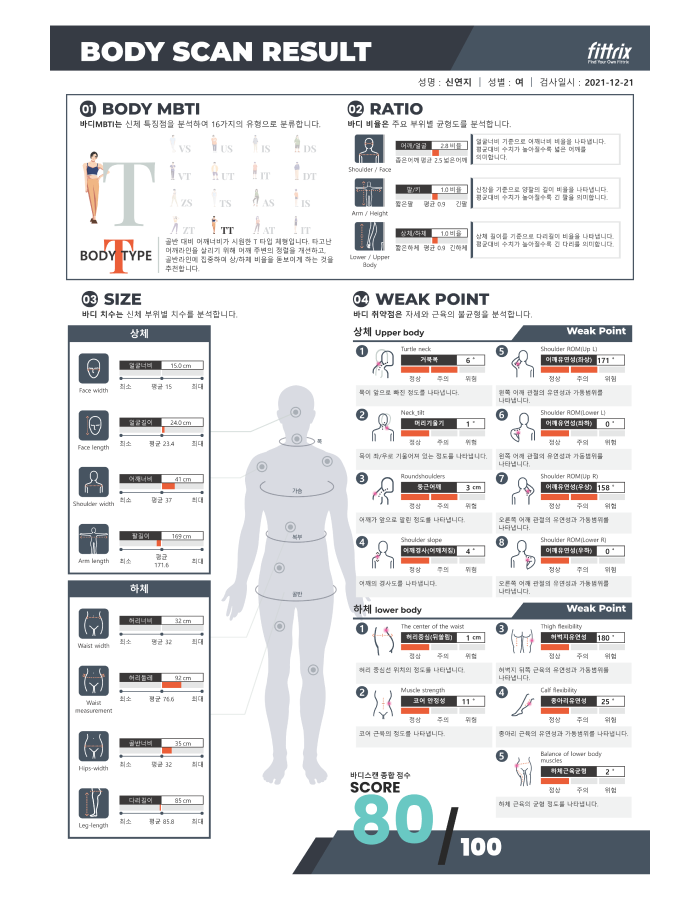 BODY SCAN RESULT
fittrix
Find Your Own Fittrix
성명 : 신연지 | 성별 : 여 | 검사일시 : 2021-12-21
01 BODY MBTI
바디MBTI는 신체 특징점을 분석하여 16가지의 유형으로 분류합니다.
T
VS US IS DS
VT UT IT DT
ZS TS AS IS
ZT TT AT IT
BODY T TYPE
골반 대비 어깨너비가 시원한 T 타입 체형입니다. 타고난
어깨라인을 살리기 위해 어깨 주변의 정렬을 개선하고,
골반라인에 집중하여 상/하체 비율을 돋보이게 하는 것을
추천합니다.
02 RATIO
바디 비율은 주요 부위별 균형도를 분석합니다.
어깨/얼굴 2.8 비율
좁은어깨 평균 2.5 넓은어깨
Shoulder / Face
얼굴너비 기준으로 어깨너비 비율을 나타냅니다.
평균대비 수치가 높아질수록 넓은 어깨를
의미합니다.
팔/키 1.0 비율
짧은팔 평균 0.9 긴팔
Arm / Height
신장을 기준으로 양팔의 길이 비율을 나타냅니다.
평균대비 수치가 높아질수록 긴 팔을 의미합니다.
상체/하체 1.0 비율
짧은하체 평균 0.9 긴하체
Lower / Upper
Body
상체 길이를 기준으로 다리길이 비율을 나타냅니다.
평균대비 수치가 높아질수록 긴 다리를 의미합니다.
03 SIZE
바디 치수는 신체 부위별 치수를 분석합니다.
상체
얼굴너비 15.0 cm
최소 평균 15 최대
Face width
얼굴길이 24.0 cm
최소 평균 23.4 최대
Face length
어깨너비 41 cm
최소 평균 37 최대
Shoulder width
팔길이 169 cm
최소 평균 최대
171.6
Arm length
하체
허리너비 32 cm
최소 평균 32 최대
Waist width
허리둘레 92 cm
최소 평균 76.6 최대
Waist
measurement
골반너비 35 cm
최소 평균 32 최대
Hips-width
다리길이 85 cm
최소 평균 85.8 최대
Leg-length
목
가슴
복부
골반
04 WEAK POINT
바디 취약점은 자세와 근육의 불균형을 분석합니다.
상체 Upper body Weak Point
1 Turtle neck
거북목 6 °
정상 주의 위험
목이 앞으로 빠진 정도를 나타냅니다.
2 Neck_tilt
머리기울기 1 °
정상 주의 위험
목이 좌/우로 기울어져 있는 정도를 나타냅니다.
3 Roundshoulders
둥근어깨 3 cm
정상 주의 위험
어깨가 앞으로 말린 정도를 나타냅니다.
4 Shoulder slope
어깨경사(어깨처짐) 4 °
정상 주의 위험
어깨의 경사도를 나타냅니다.
5 Shoulder ROM(Up L)
어깨유연성(좌상) 171 °
정상 주의 위험
왼쪽 어깨 관절의 유연성과 가동범위를
나타냅니다.
6 Shoulder ROM(Lower L)
어깨유연성(좌하) 0 °
정상 주의 위험
왼쪽 어깨 관절의 유연성과 가동범위를
나타냅니다.
7 Shoulder ROM(Up R)
어깨유연성(우상) 158 °
정상 주의 위험
오른쪽 어깨 관절의 유연성과 가동범위를
나타냅니다.
8 Shoulder ROM(Lower R)
어깨유연성(우하) 0 °
정상 주의 위험
오른쪽 어깨 관절의 유연성과 가동범위를
나타냅니다.
하체 lower body Weak Point
1 The center of the waist
허리중심(뒤쏠림) 1 cm
정상 주의 위험
허리 중심선 위치의 정도를 나타냅니다.
2 Muscle strength
코어 안정성 11 °
정상 주의 위험
코어 근육의 정도를 나타냅니다.
3 Thigh flexibility
허벅지유연성 180 °
정상 주의 위험
허벅지 뒤쪽 근육의 유연성과 가동범위를
나타냅니다.
4 Calf flexibility
종아리유연성 25 °
정상 주의 위험
종아리 근육의 유연성과 가동범위를 나타냅니다.
5 Balance of lower body
muscles
하체근육균형 2 °
정상 주의 위험
하체 근육의 균형 정도를 나타냅니다.
바디스캔 종합 점수
SCORE
80 / 100